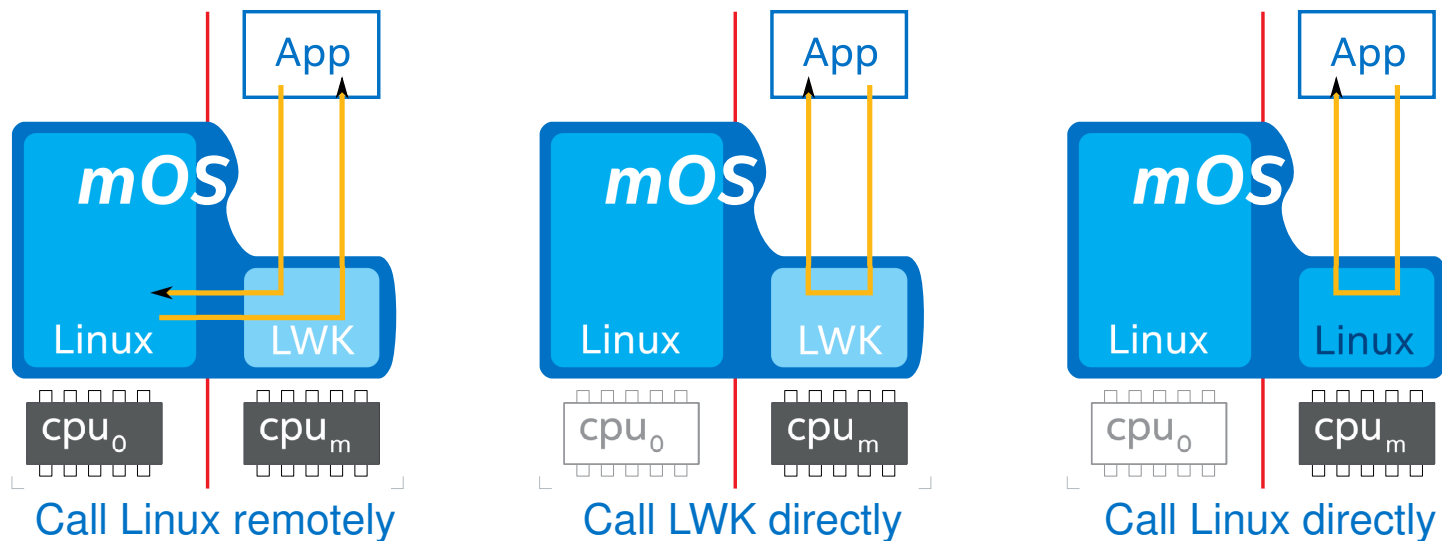 App
mOS
Linux
LWK
cpu0
cpum
Call Linux remotely
App
mOS
Linux
LWK
cpu0
cpum
Call LWK directly
App
mOS
Linux
Linux
cpu0
cpum
Call Linux directly